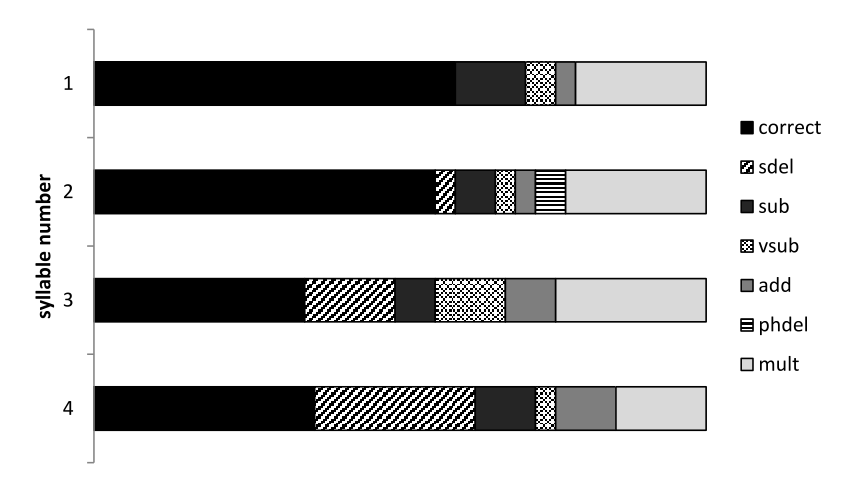 syllable number
1
2
3
4
correct
sdel
sub
vsub
add
phdel
mult